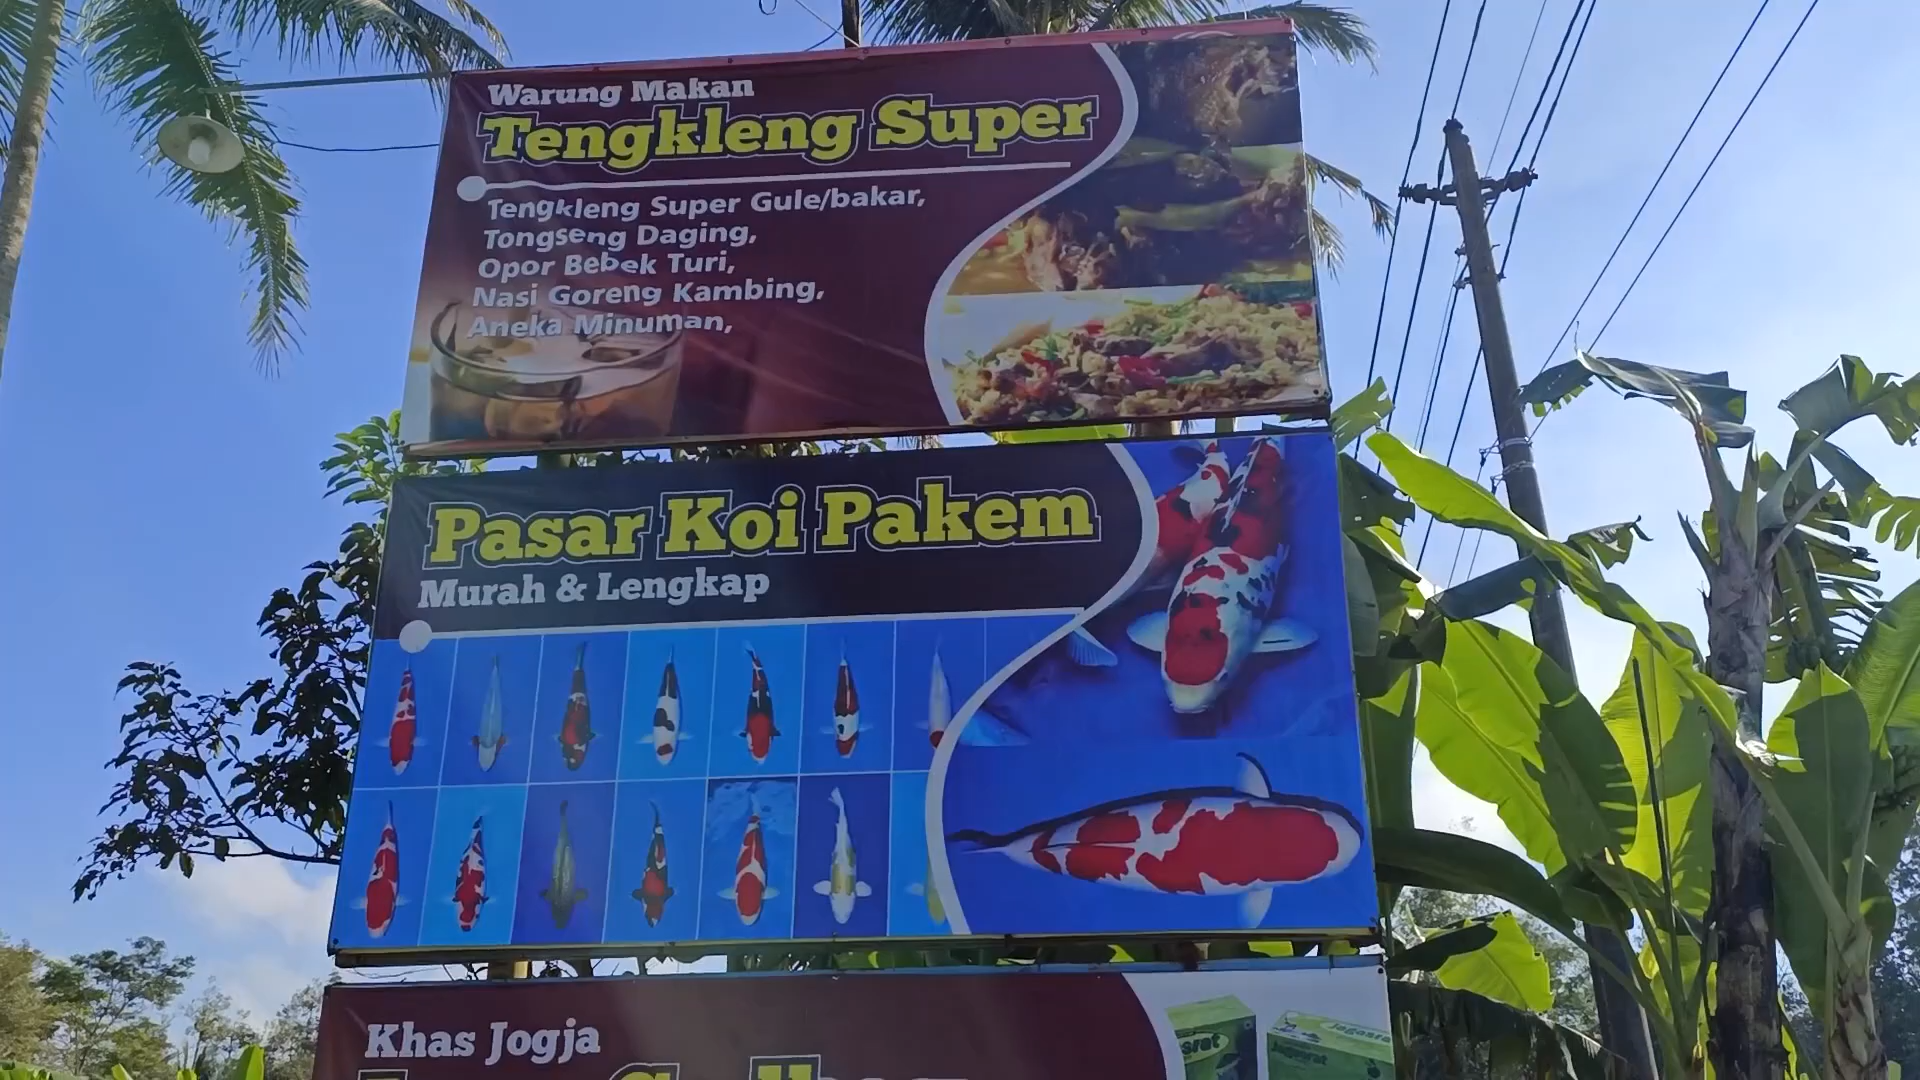 Warung Makan
Tengkleng Super
Tengkleng Super Gule/bakar,
Tongseng Daging,
Opor Bebek Turi,
Nasi Goreng Kambing,
Aneka Minuman,
Pasar Koi Pakem
Murah & Lengkap
Khas Jogja